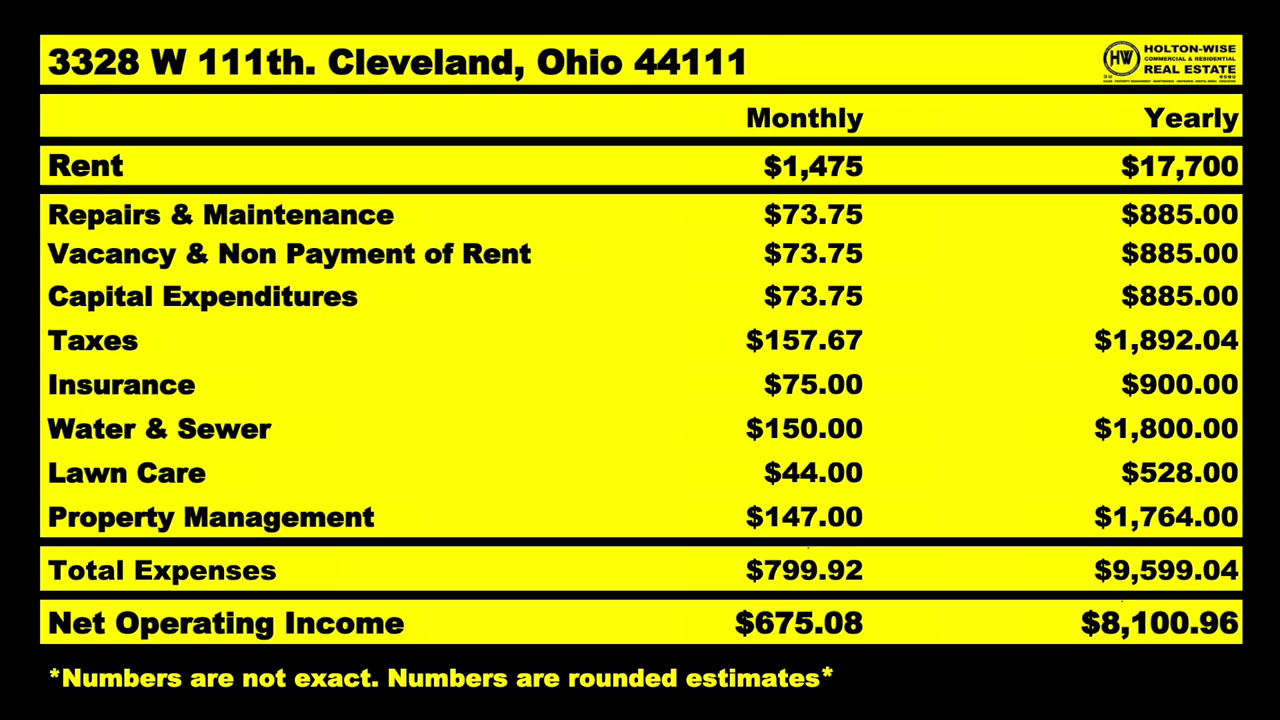 3328 W 111th. Cleveland, Ohio 44111
HW
HOLTON-WISE
COMMERCIAL & RESIDENTIAL
REAL ESTATE
Monthly Yearly
Rent $1,475 $17,700
Repairs & Maintenance $73.75 $885.00
Vacancy & Non Payment of Rent $73.75 $885.00
Capital Expenditures $73.75 $885.00
Taxes $157.67 $1,892.04
Insurance $75.00 $900.00
Water & Sewer $150.00 $1,800.00
Lawn Care $44.00 $528.00
Property Management $147.00 $1,764.00
Total Expenses $799.92 $9,599.04
Net Operating Income $675.08 $8,100.96
*Numbers are not exact. Numbers are rounded estimates*